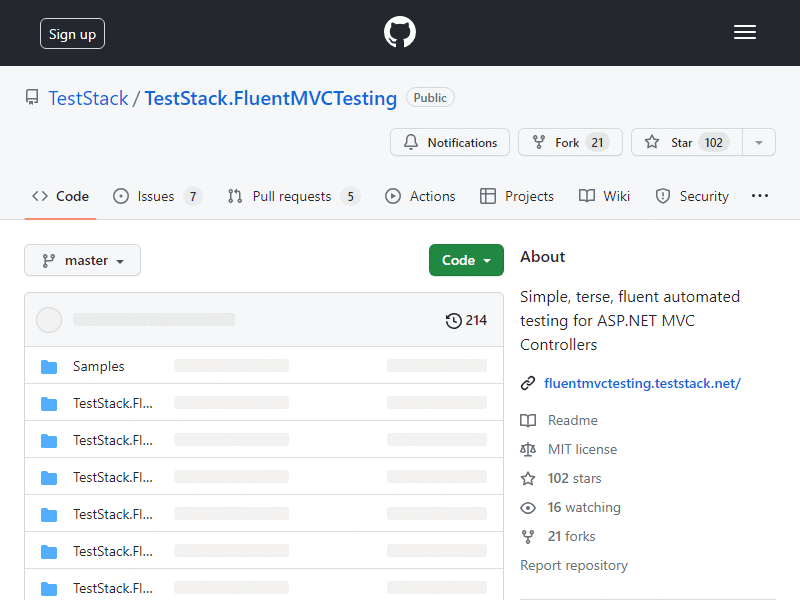 Sign up
TestStack / TestStack.FluentMVCTesting Public
Notifications Fork 21 Star 102
Code Issues 7 Pull requests 5 Actions Projects Wiki Security
master Code
214
Samples
TestStack.Fl...
TestStack.Fl...
TestStack.Fl...
TestStack.Fl...
TestStack.Fl...
TestStack.Fl...
About
Simple, terse, fluent automated
testing for ASP.NET MVC
Controllers
fluentmvctesting.teststack.net/
Readme
MIT license
102 stars
16 watching
21 forks
Report repository